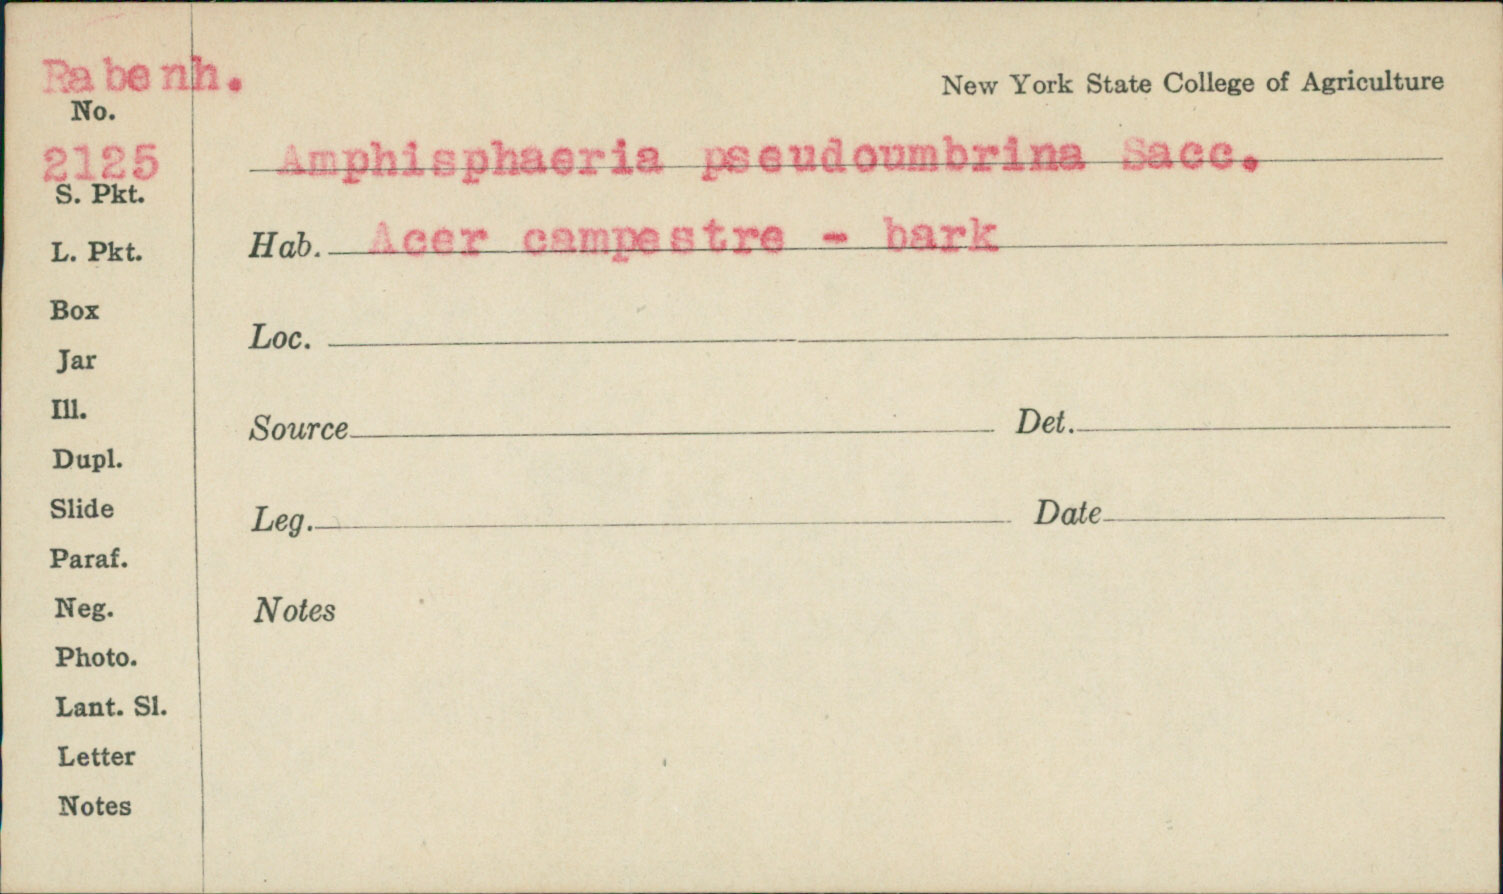 Rabenh.
New York State College of Agriculture
No.
2125
Amphisphaeria pseudoumbrina Sacc.
S. Pkt.
Hab. Acer campestre - bark
L. Pkt.
Box
Loc.
Jar
Ill.
Source Det.
Dupl.
Slide
Leg. Date
Paraf.
Neg.
Notes
Photo.
Lant. Sl.
Letter
Notes